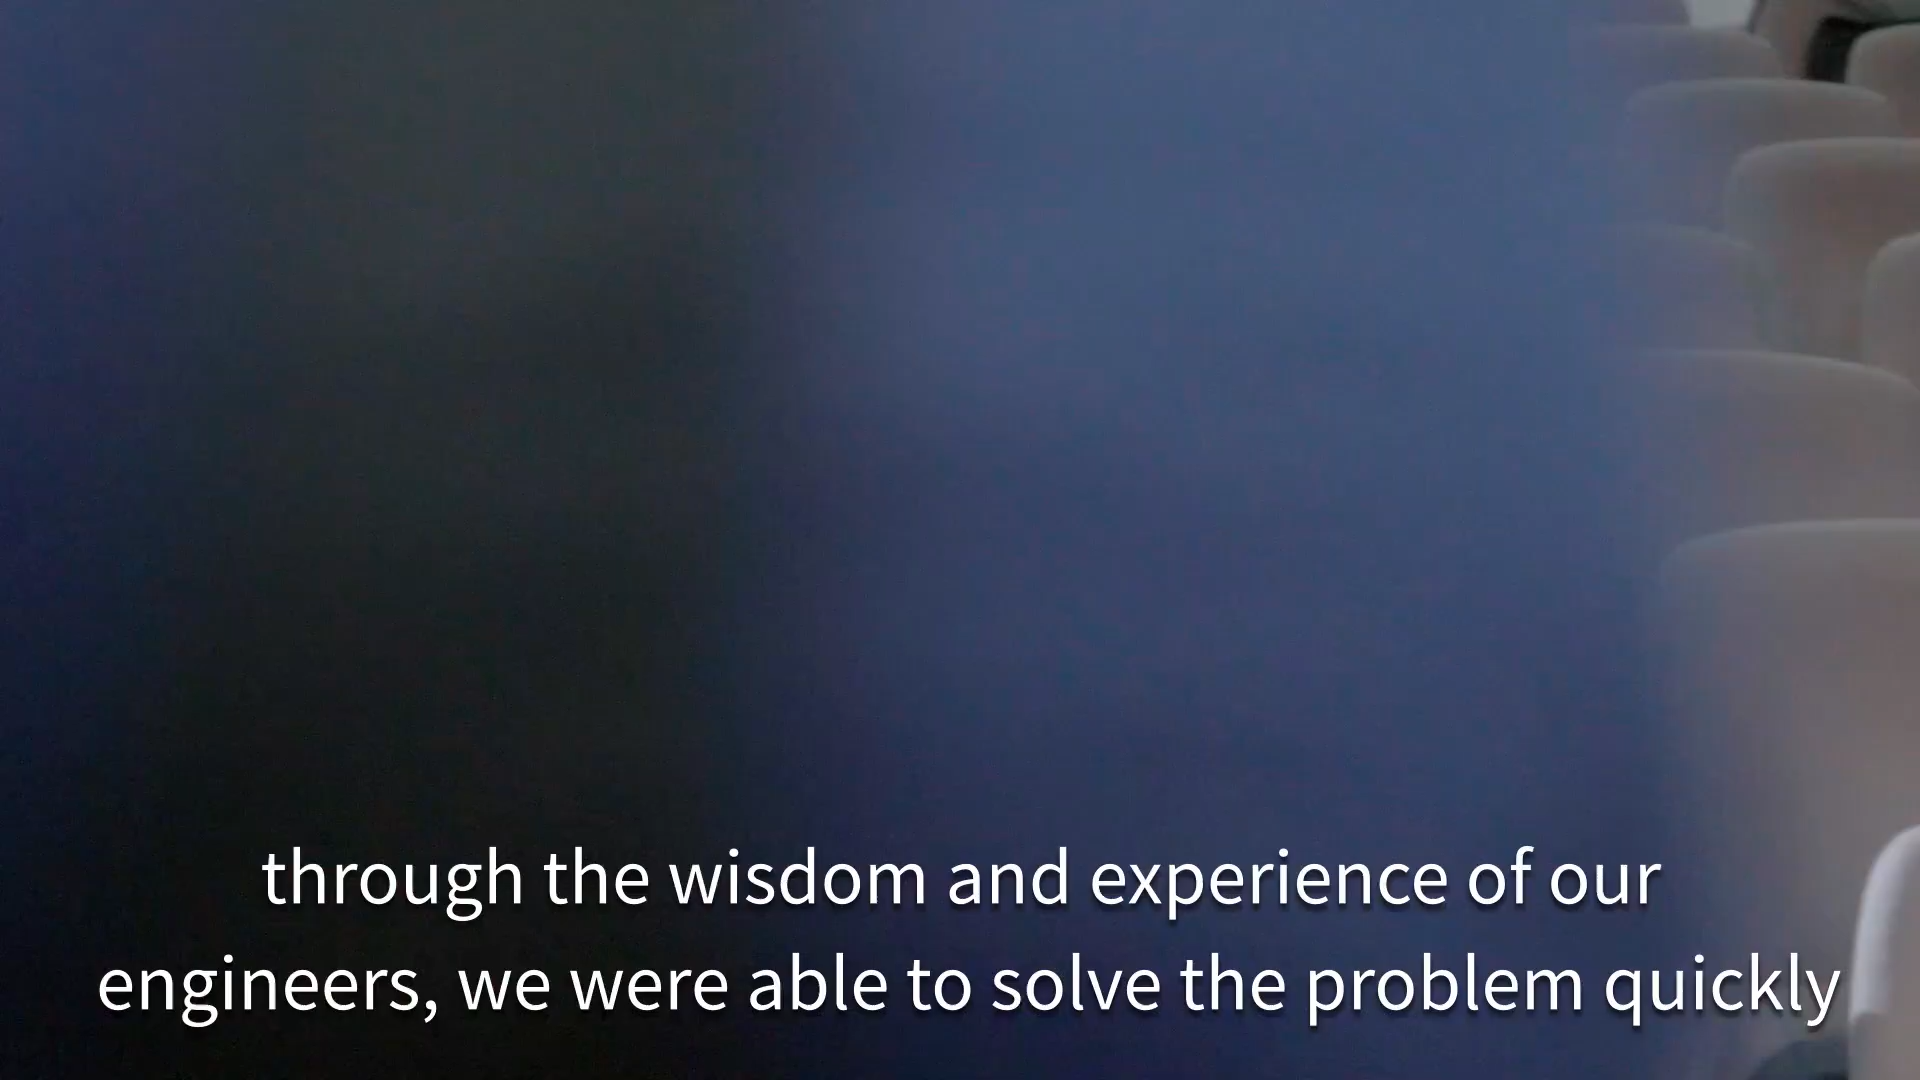 through the wisdom and experience of our
engineers, we were able to solve the problem quickly